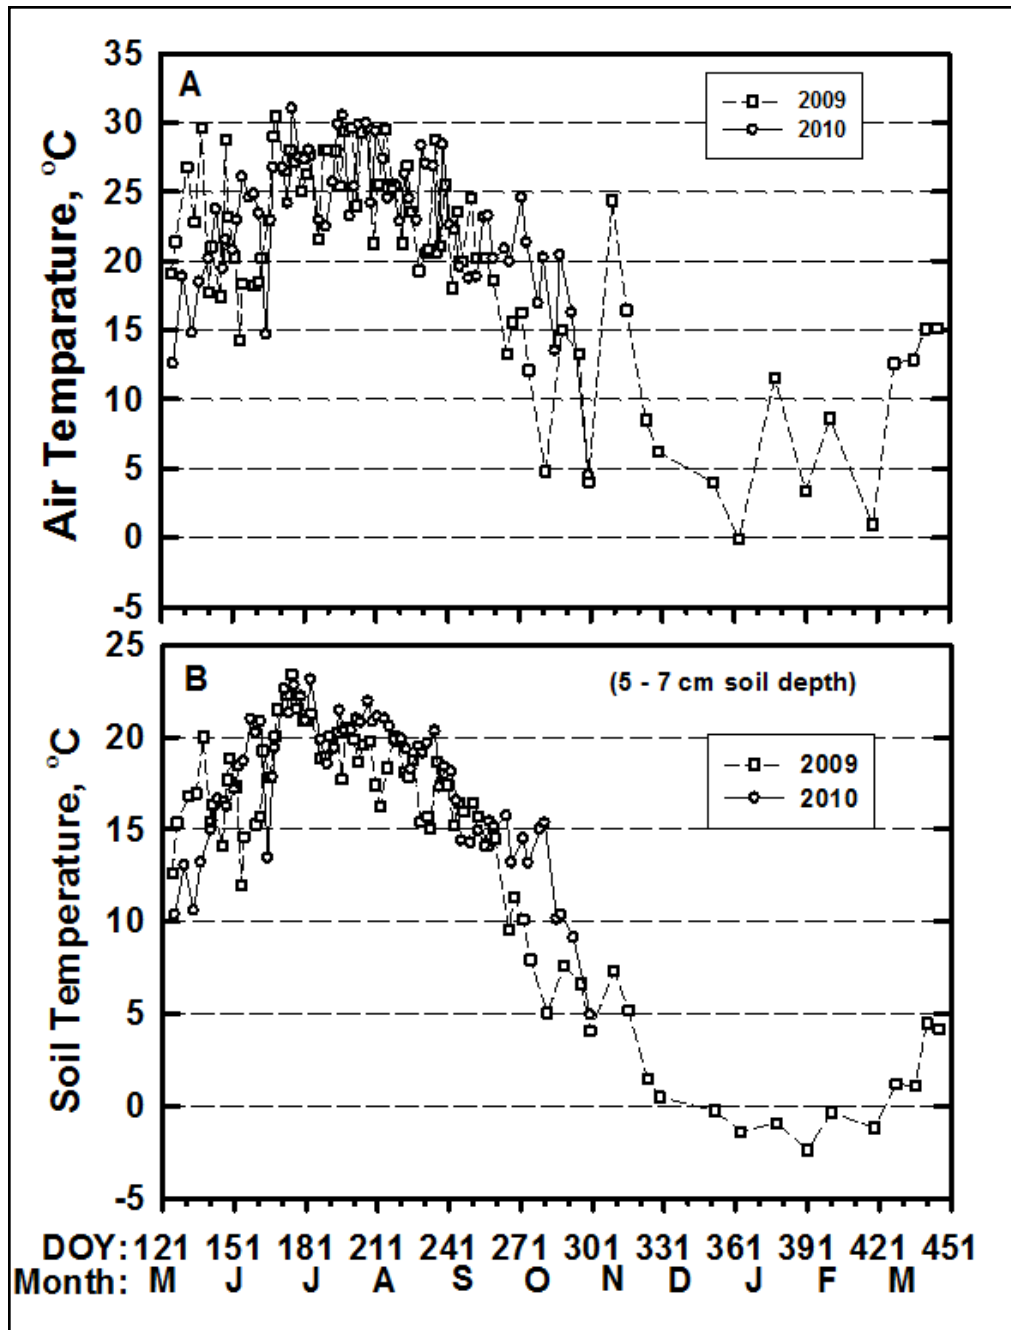 A
2009
2010
Air Temparature, °C
35
30
25
20
15
10
5
0
-5
B
(5 - 7 cm soil depth)
2009
2010
Soil Temperature, °C
25
20
15
10
5
0
-5
DOY: 121 151 181 211 241 271 301 331 361 391 421 451
Month: M J J A S O N D J F M